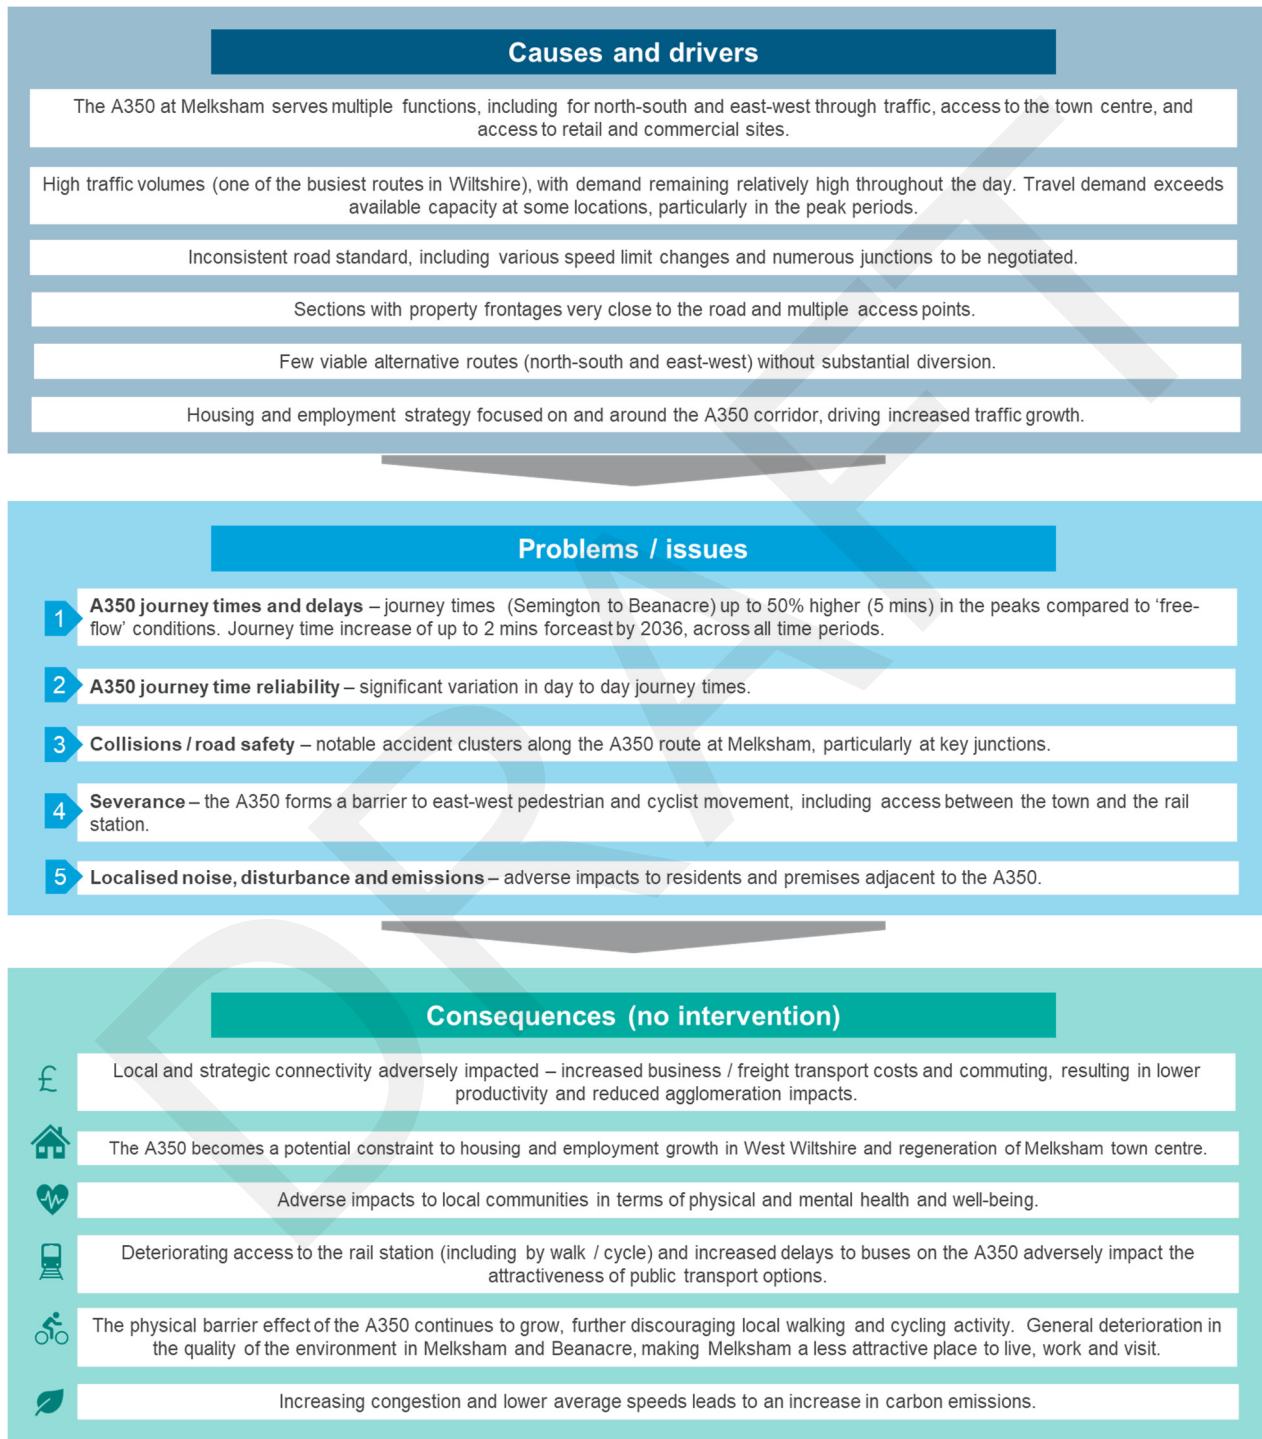 Causes and drivers
The A350 at Melksham serves multiple functions, including for north-south and east-west through traffic, access to the town centre, and
access to retail and commercial sites.
High traffic volumes (one of the busiest routes in Wiltshire), with demand remaining relatively high throughout the day. Travel demand exceeds
available capacity at some locations, particularly in the peak periods.
Inconsistent road standard, including various speed limit changes and numerous junctions to be negotiated.
Sections with property frontages very close to the road and multiple access points.
Few viable alternative routes (north-south and east-west) without substantial diversion.
Housing and employment strategy focused on and around the A350 corridor, driving increased traffic growth.
Problems / issues
1 A350 journey times and delays – journey times (Semington to Beanacre) up to 50% higher (5 mins) in the peaks compared to ‘free-
flow’ conditions. Journey time increase of up to 2 mins forceast by 2036, across all time periods.
2 A350 journey time reliability – significant variation in day to day journey times.
3 Collisions / road safety – notable accident clusters along the A350 route at Melksham, particularly at key junctions.
4 Severance – the A350 forms a barrier to east-west pedestrian and cyclist movement, including access between the town and the rail
station.
5 Localised noise, disturbance and emissions – adverse impacts to residents and premises adjacent to the A350.
Consequences (no intervention)
£ Local and strategic connectivity adversely impacted – increased business / freight transport costs and commuting, resulting in lower
productivity and reduced agglomeration impacts.
The A350 becomes a potential constraint to housing and employment growth in West Wiltshire and regeneration of Melksham town centre.
Adverse impacts to local communities in terms of physical and mental health and well-being.
Deteriorating access to the rail station (including by walk / cycle) and increased delays to buses on the A350 adversely impact the
attractiveness of public transport options.
The physical barrier effect of the A350 continues to grow, further discouraging local walking and cycling activity. General deterioration in
the quality of the environment in Melksham and Beanacre, making Melksham a less attractive place to live, work and visit.
Increasing congestion and lower average speeds leads to an increase in carbon emissions.
DRAFT